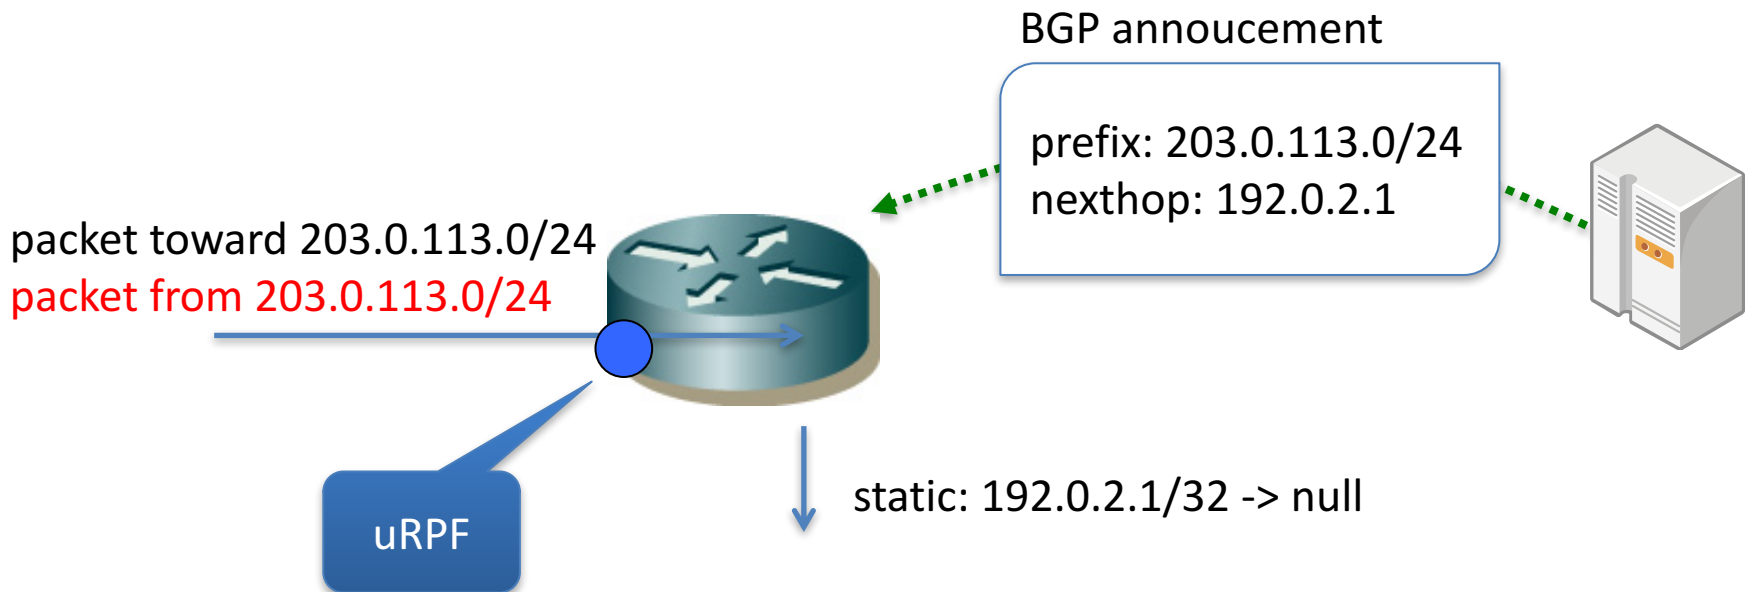 BGP annoucement
prefix: 203.0.113.0/24
nexthop: 192.0.2.1
packet toward 203.0.113.0/24
packet from 203.0.113.0/24
static: 192.0.2.1/32 -> null
uRPF